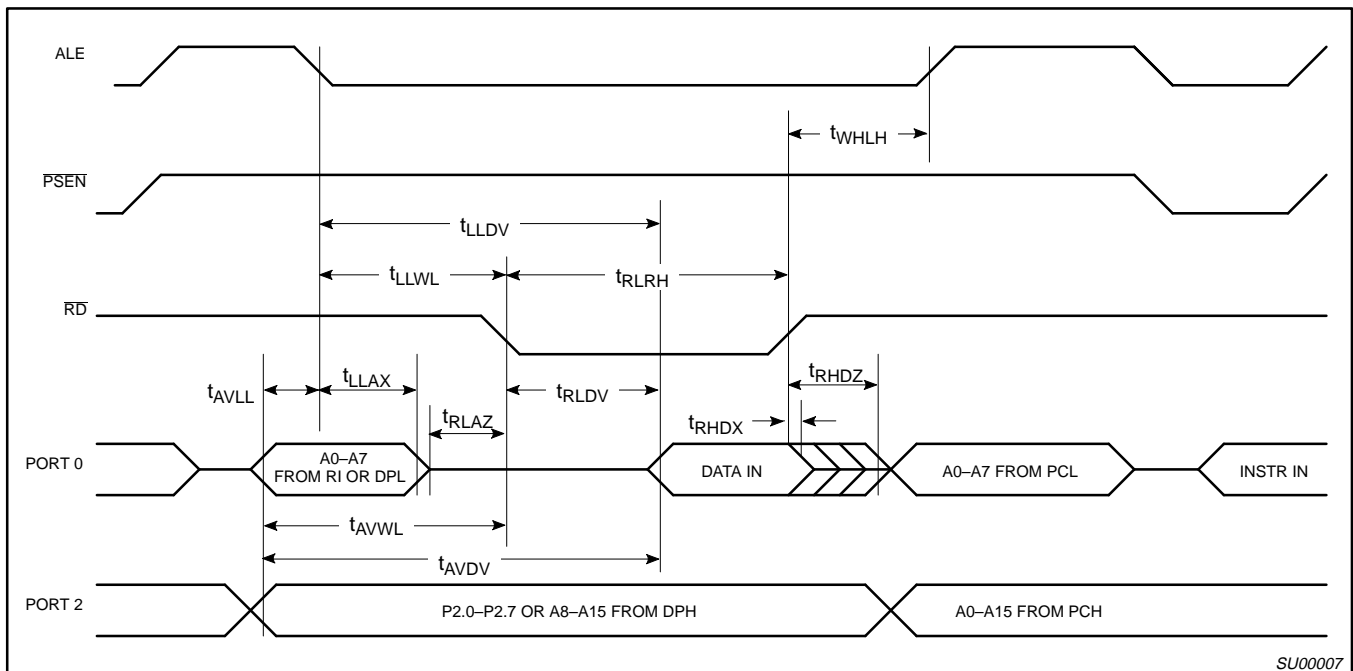 ALE
tWHLH
PSEN
tLLDV
tLLWL
tRLRH
RD
tAVLL
tLLAX
tRLDV
tRHDZ
tRLAZ
tRHDX
PORT 0
A0–A7
FROM RI OR DPL
DATA IN
A0–A7 FROM PCL
INSTR IN
tAVWL
tAVDV
PORT 2
P2.0–P2.7 OR A8–A15 FROM DPH
A0–A15 FROM PCH
SU00007